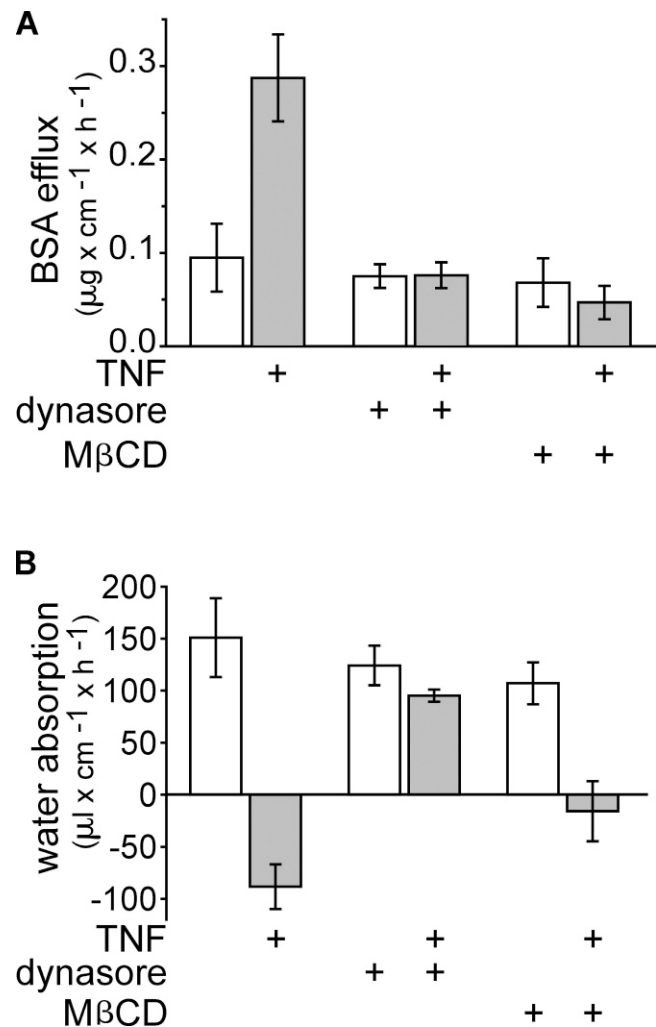 A
BSA efflux
(µg x cm -1 x h -1)
0.3
0.2
0.1
0.0
TNF + + +
dynasore + +
MβCD + +
B
water absorption
(µl x cm -1 x h -1)
200
150
100
50
0
-50
-100
TNF + + +
dynasore + +
MβCD + +